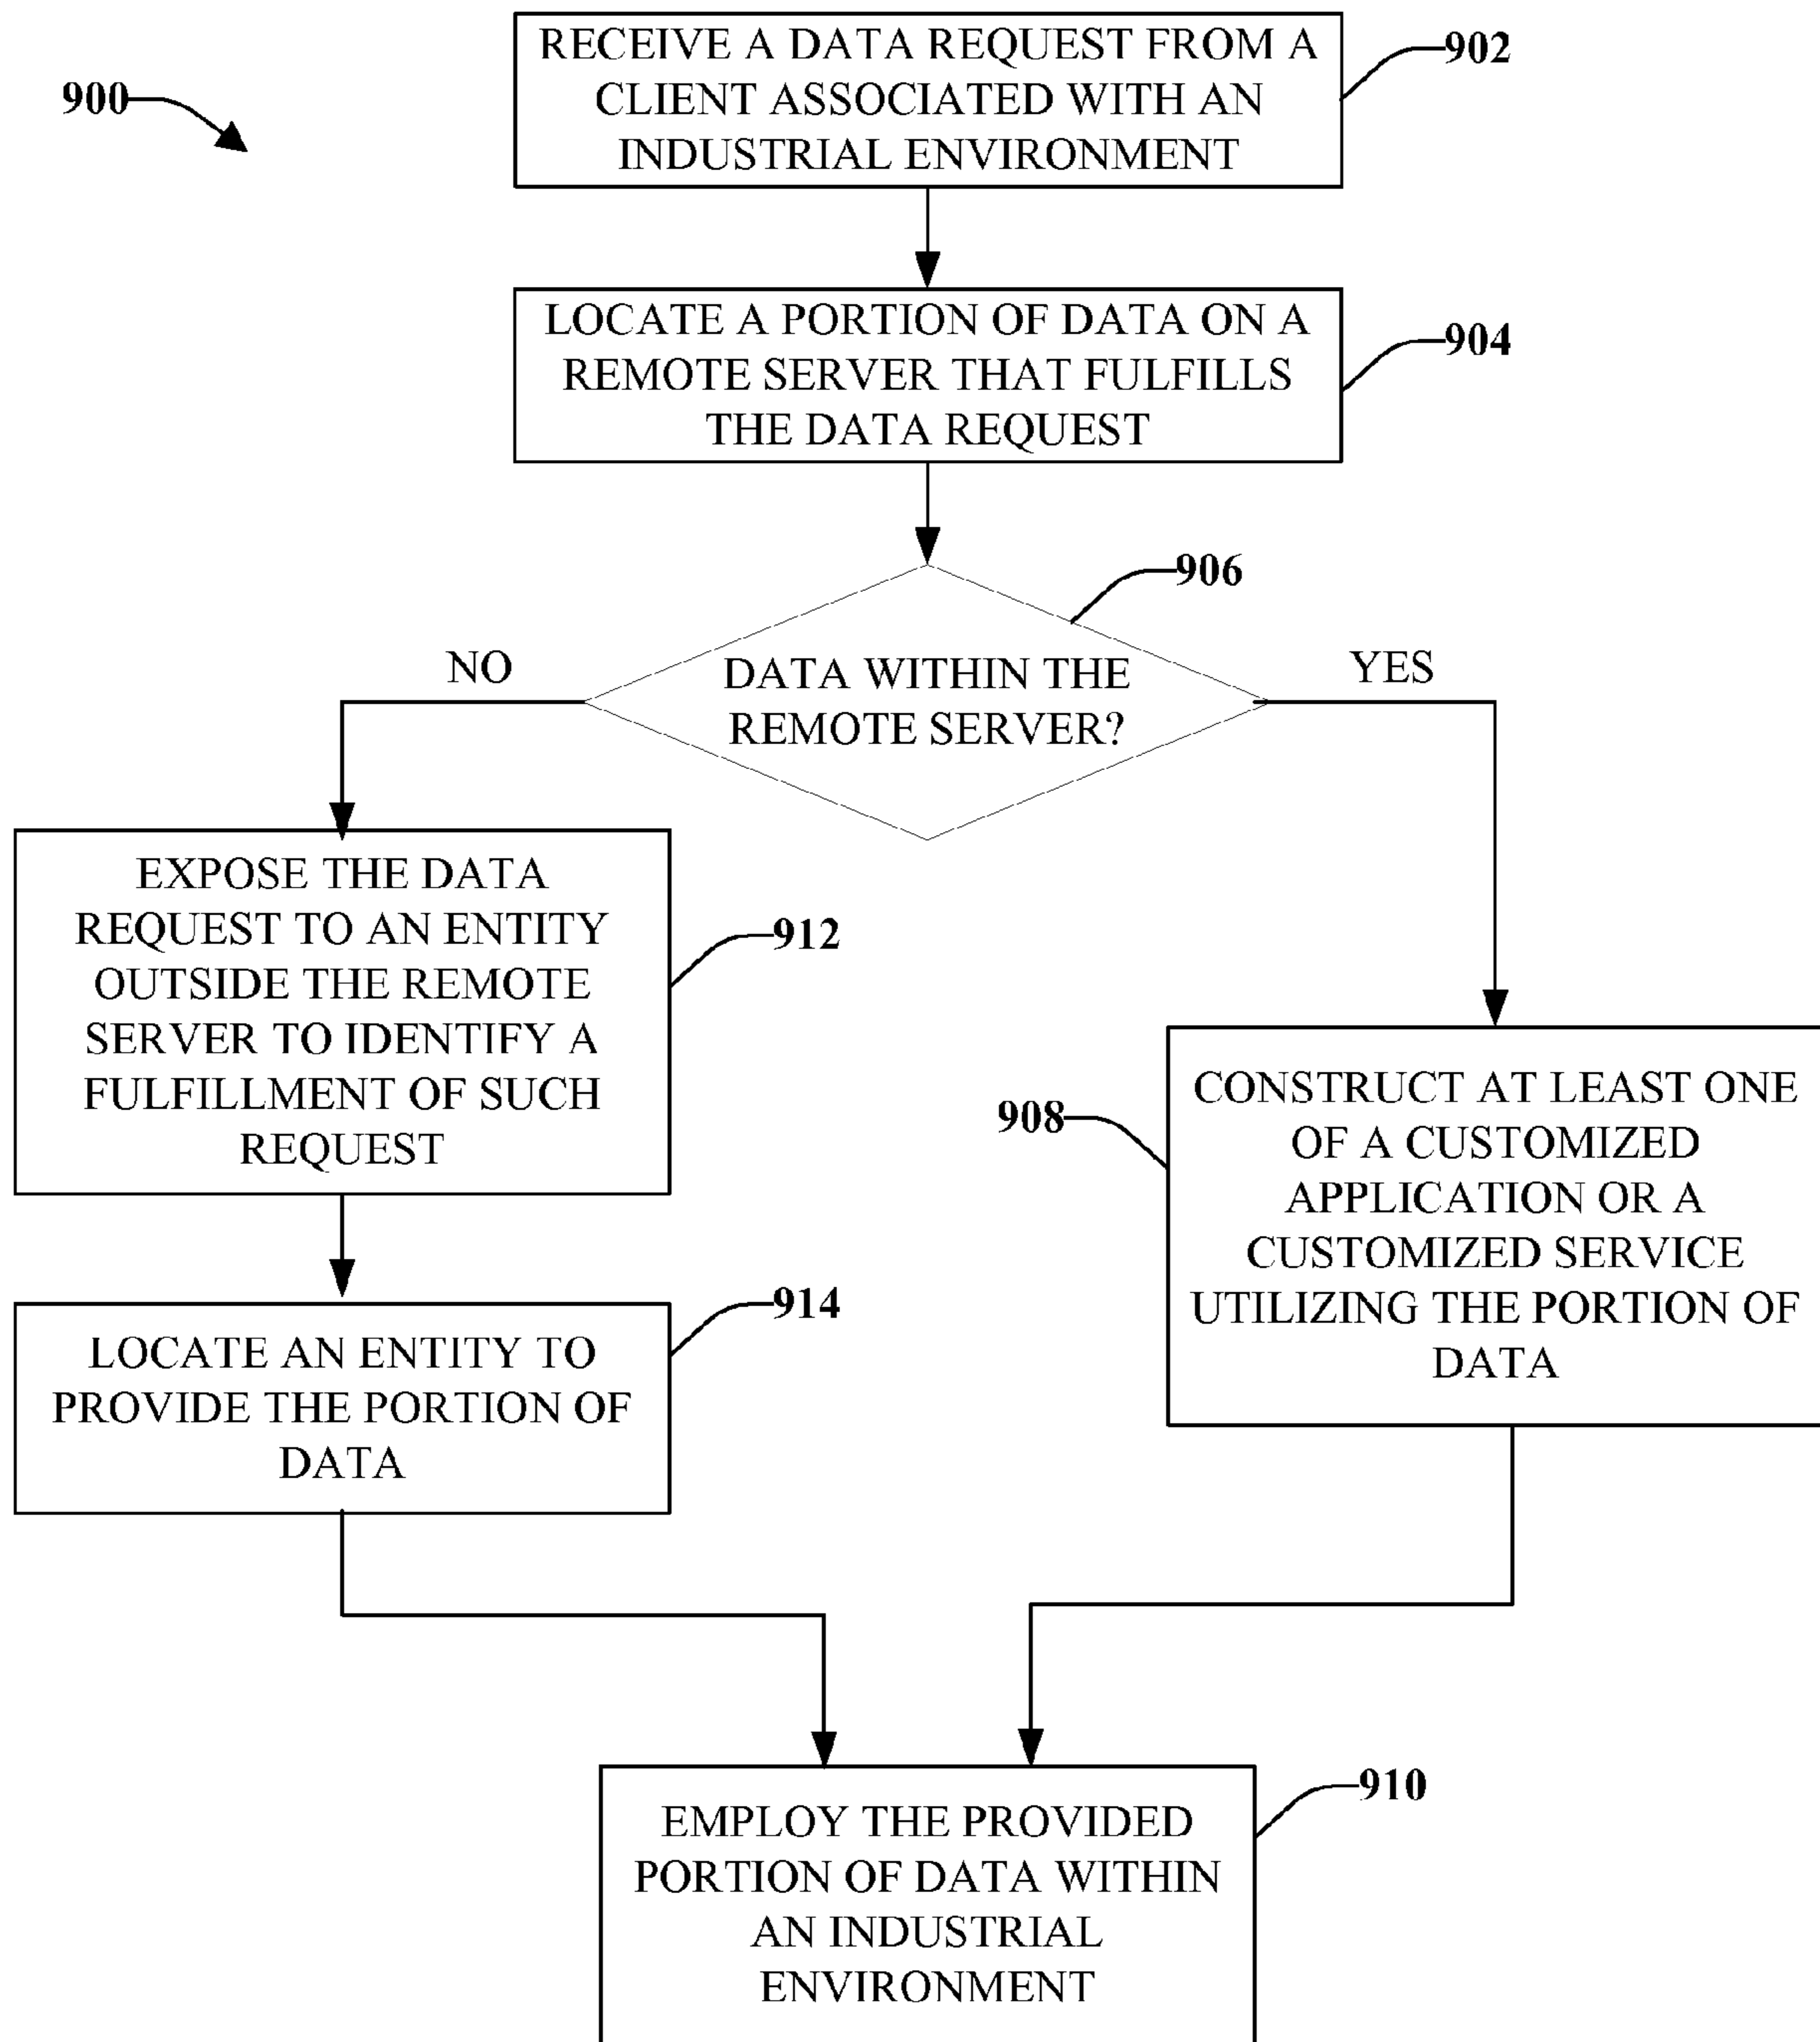 RECEIVE A DATA REQUEST FROM A
CLIENT ASSOCIATED WITH AN
INDUSTRIAL ENVIRONMENT
902
900
LOCATE A PORTION OF DATA ON A
REMOTE SERVER THAT FULFILLS
THE DATA REQUEST
904
906
NO
DATA WITHIN THE
REMOTE SERVER?
YES
EXPOSE THE DATA
REQUEST TO AN ENTITY
OUTSIDE THE REMOTE
SERVER TO IDENTIFY A
FULFILLMENT OF SUCH
REQUEST
912
908
CONSTRUCT AT LEAST ONE
OF A CUSTOMIZED
APPLICATION OR A
CUSTOMIZED SERVICE
UTILIZING THE PORTION OF
DATA
914
LOCATE AN ENTITY TO
PROVIDE THE PORTION OF
DATA
910
EMPLOY THE PROVIDED
PORTION OF DATA WITHIN
AN INDUSTRIAL
ENVIRONMENT